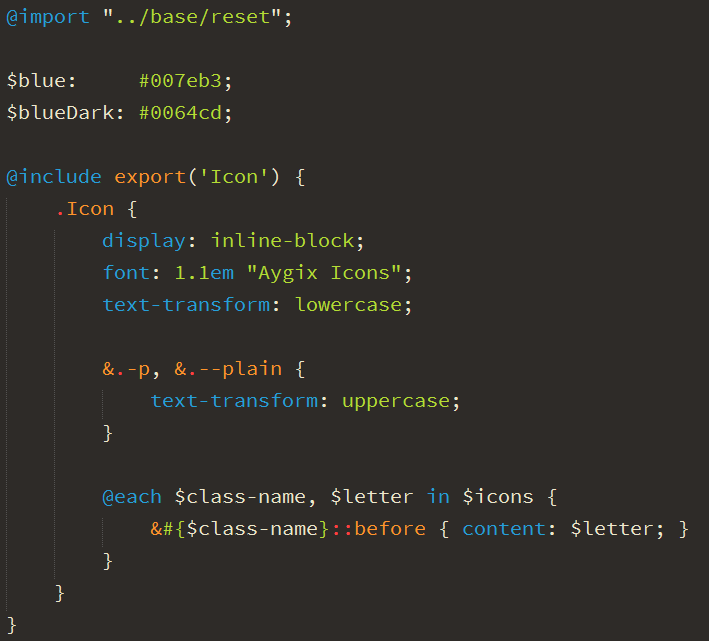 @import "../base/reset";
$blue:     #007eb3;
$blueDark: #0064cd;
@include export('Icon') {
    .Icon {
        display: inline-block;
        font: 1.1em "Aygix Icons";
        text-transform: lowercase;
        &.-p, &.--plain {
            text-transform: uppercase;
        }
        @each $class-name, $letter in $icons {
            &#{$class-name}::before { content: $letter; }
        }
    }
}